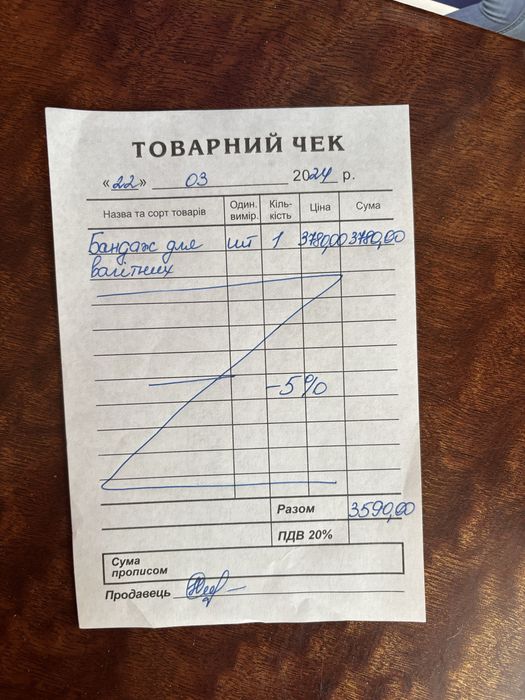 ТОВАРНИЙ ЧЕК
«22» 03 2024 р.
Назва та сорт товарів Один. вимір. Кіль-кість Ціна Сума
Бандаж для шт 1 3780,00 3780,00
вагітних
-5%
Разом 3590,00
ПДВ 20%
Сума
прописом
Продавець